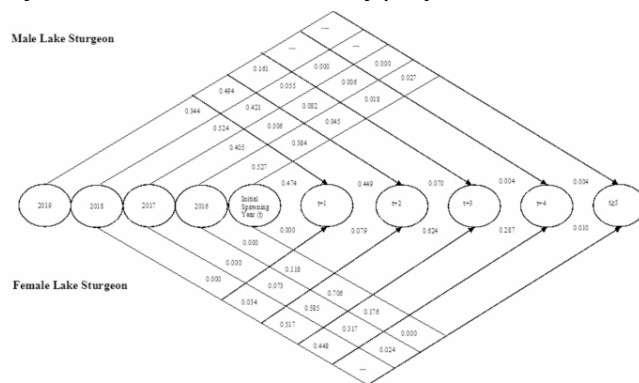 Male Lake Sturgeon
---
--- ---
0.161 0.000 0.000
0.494 0.055 0.006 0.027
0.344 0.421 0.082 0.018
0.524 0.506 0.045
0.405 0.384
0.527
0.474 0.449 0.070 0.004 0.004
2019 2018 2017 2016 Initial Spawning Year (t) t=1 t=2 t=3 t=4 t≥5
0.000 0.079 0.624 0.287 0.010
0.000
0.000 0.118
0.000 0.073 0.706
Female Lake Sturgeon
0.034 0.585 0.176
0.517 0.317 0.000
0.448 0.024
---